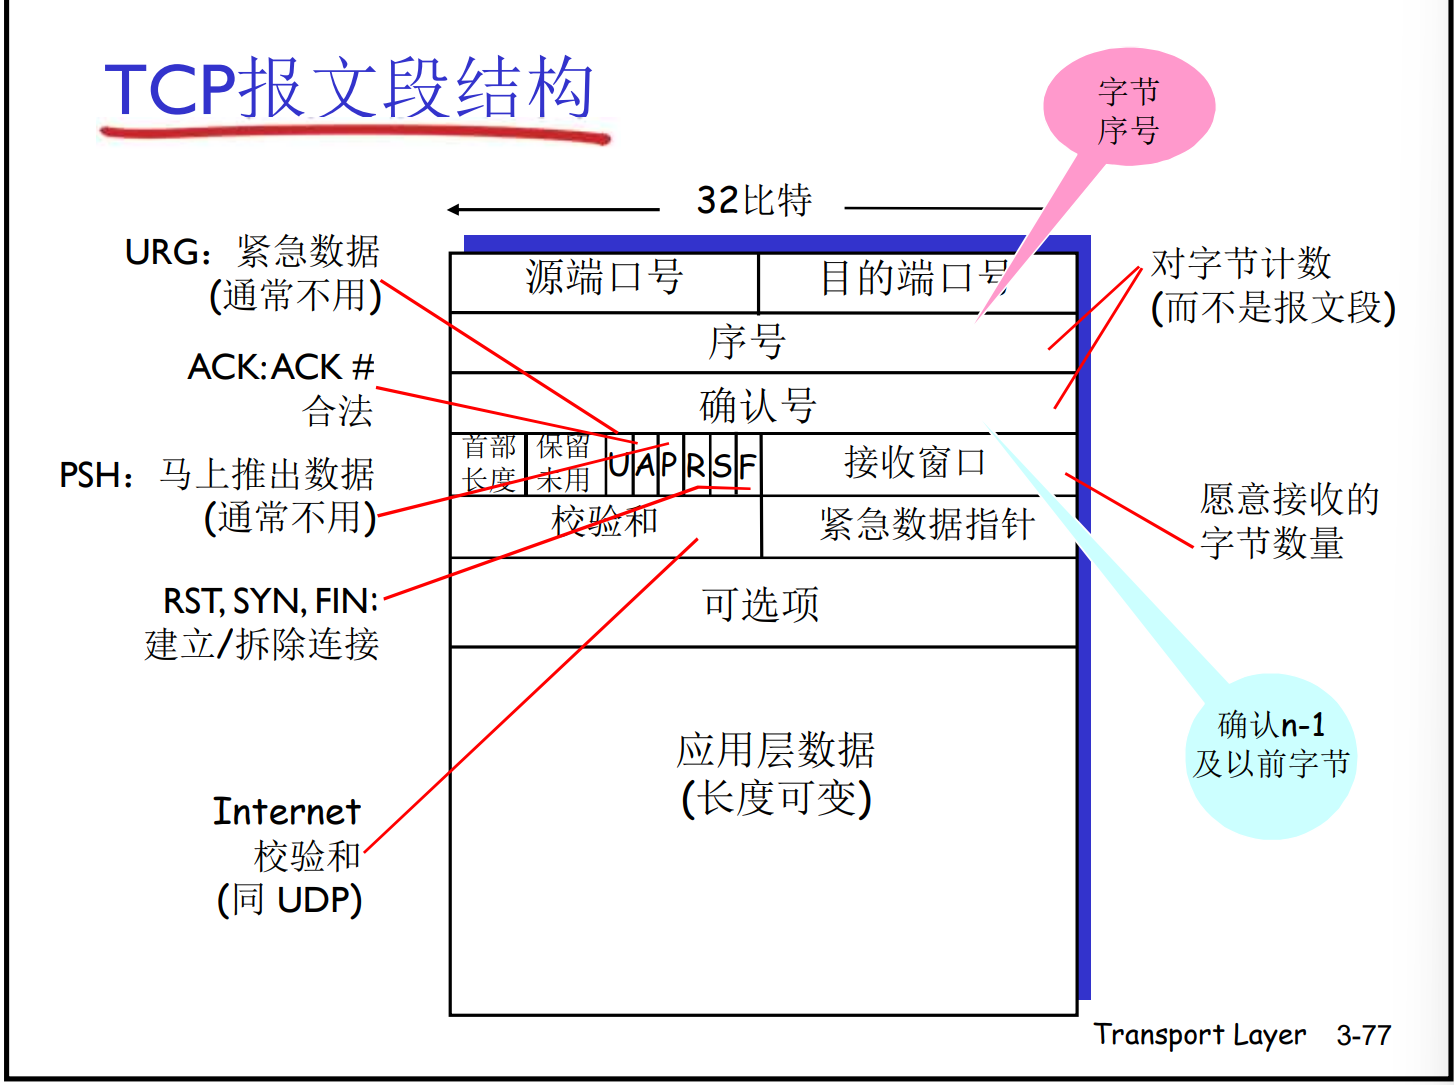 TCP报文段结构
字节
序号
32比特
URG：紧急数据
(通常不用)
源端口号
目的端口号
对字节计数
(而不是报文段)
序号
ACK:ACK #
合法
确认号
首部
长度
保留
未用
U A P R S F
接收窗口
PSH：马上推出数据
(通常不用)
愿意接收的
字节数量
校验和
紧急数据指针
RST, SYN, FIN:
建立/拆除连接
可选项
确认n-1
及以前字节
应用层数据
(长度可变)
Internet
校验和
(同 UDP)
Transport Layer 3-77